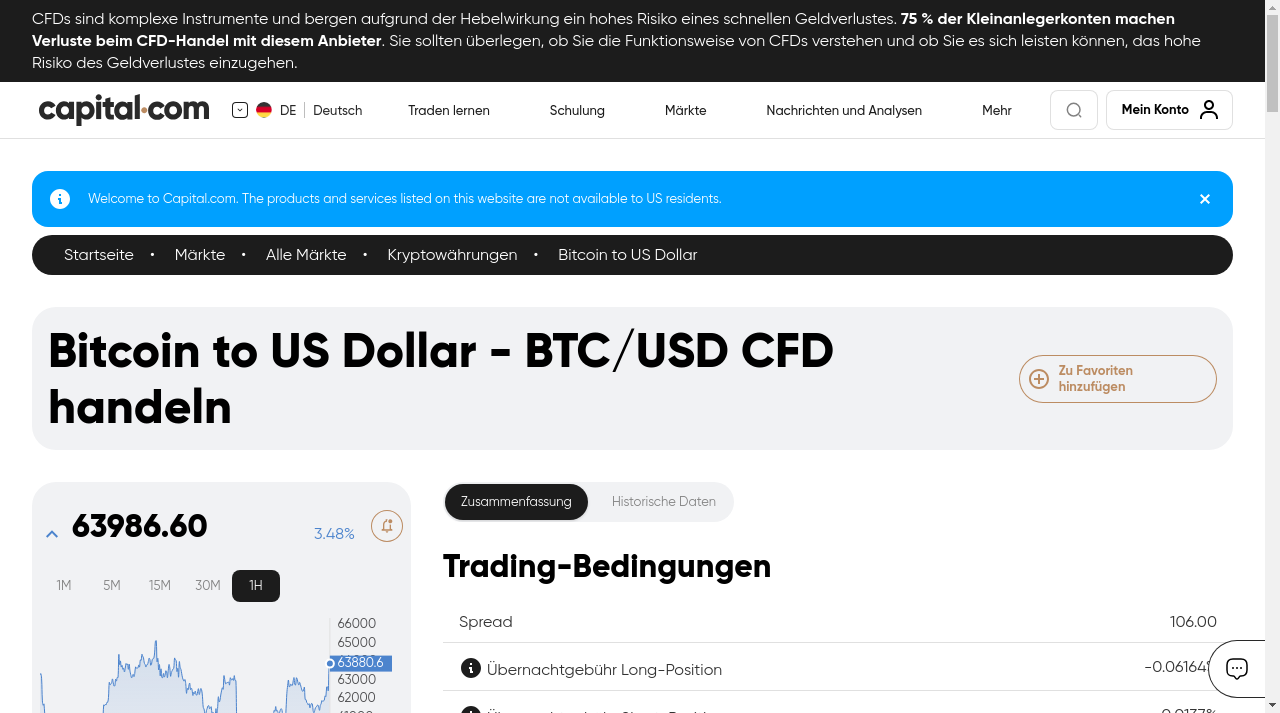 CFDs sind komplexe Instrumente und bergen aufgrund der Hebelwirkung ein hohes Risiko eines schnellen Geldverlustes. 75 % der Kleinanlegerkonten machen
Verluste beim CFD-Handel mit diesem Anbieter. Sie sollten überlegen, ob Sie die Funktionsweise von CFDs verstehen und ob Sie es sich leisten können, das hohe
Risiko des Geldverlustes einzugehen.
capital.com DE Deutsch Traden lernen Schulung Märkte Nachrichten und Analysen Mehr Mein Konto
Welcome to Capital.com. The products and services listed on this website are not available to US residents.
Startseite • Märkte • Alle Märkte • Kryptowährungen • Bitcoin to US Dollar
Bitcoin to US Dollar - BTC/USD CFD
handeln
Zu Favoriten
hinzufügen
63986.60 3.48%
1M 5M 15M 30M 1H
66000
65000
63880.6
63000
62000
Zusammenfassung Historische Daten
Trading-Bedingungen
Spread 106.00
Übernachtgebühr Long-Position